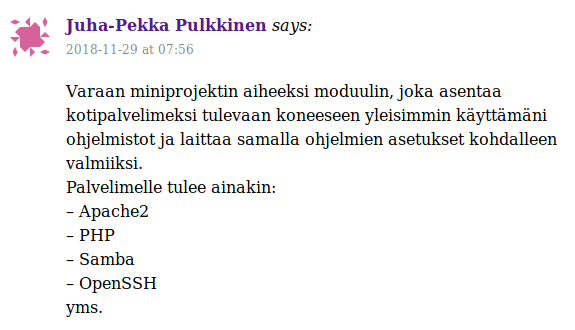 Juha-Pekka Pulkkinen says:
2018-11-29 at 07:56
Varaan miniprojektin aiheeksi moduulin, joka asentaa
kotipalvelimeksi tulevaan koneeseen yleisimmin käyttämäni
ohjelmistot ja laittaa samalla ohjelmien asetukset kohdalleen
valmiiksi.
Palvelimelle tulee ainakin:
– Apache2
– PHP
– Samba
– OpenSSH
yms.